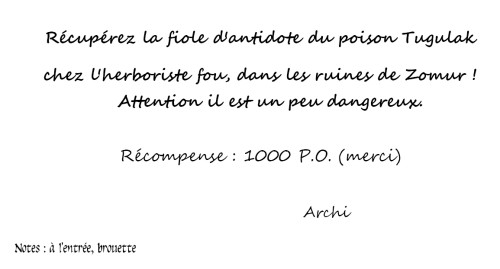 Récupérez la fiole d'antidote du poison Tugulak
chez l'herboriste fou, dans les ruines de Zomur !
Attention il est un peu dangereux.
Récompense : 1000 P.O. (merci)
Archi
Notes : à l'entrée, brouette